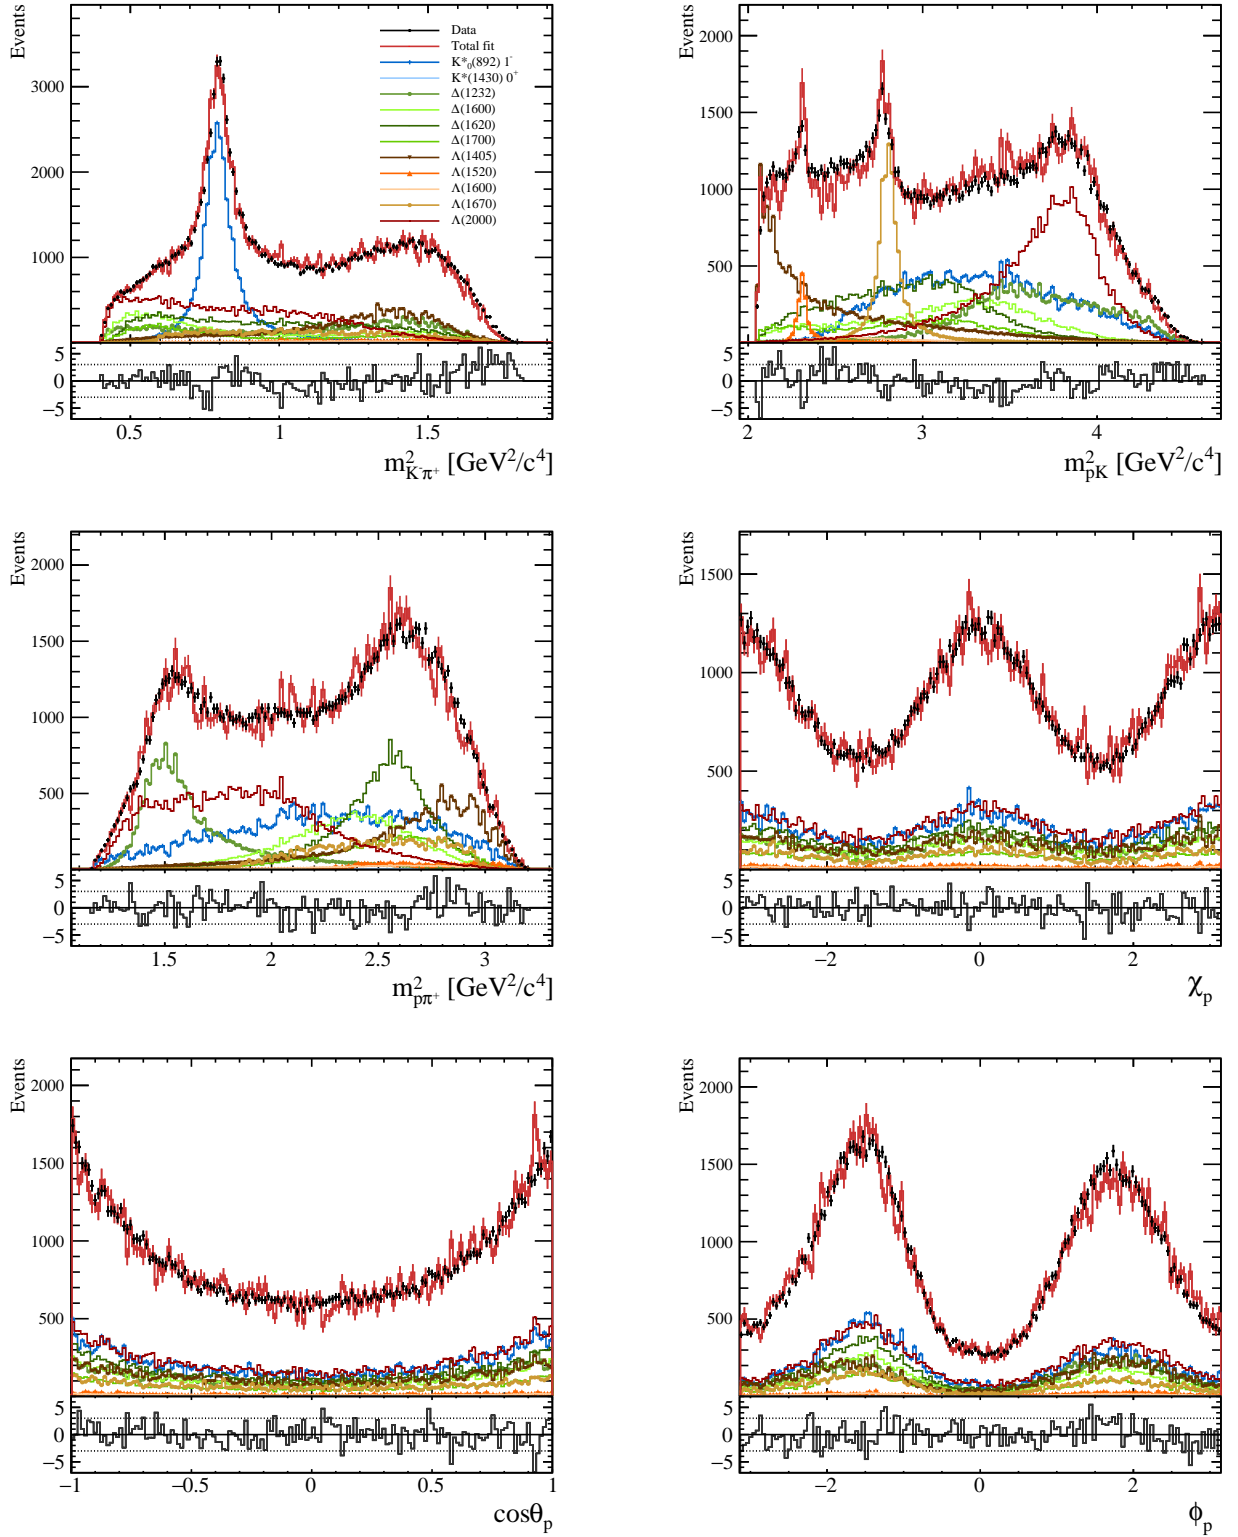 Events
3000
2000
1000
Data
Total fit
K*₀(892) 1⁻
K*(1430) 0⁺
Δ(1232)
Δ(1600)
Δ(1620)
Δ(1700)
Λ(1405)
Λ(1520)
Λ(1600)
Λ(1670)
Λ(2000)
5
0
−5
0.5 1 1.5
m²K⁻π⁺ [GeV²/c⁴]
Events
2000
1500
1000
500
5
0
−5
2 3 4
m²pK [GeV²/c⁴]
Events
2000
1500
1000
500
5
0
−5
1.5 2 2.5 3
m²pπ⁺ [GeV²/c⁴]
Events
1500
1000
500
5
0
−5
−2 0 2
χp
Events
2000
1500
1000
500
5
0
−5
−1 −0.5 0 0.5 1
cosθp
Events
2000
1500
1000
500
5
0
−5
−2 0 2
ϕp